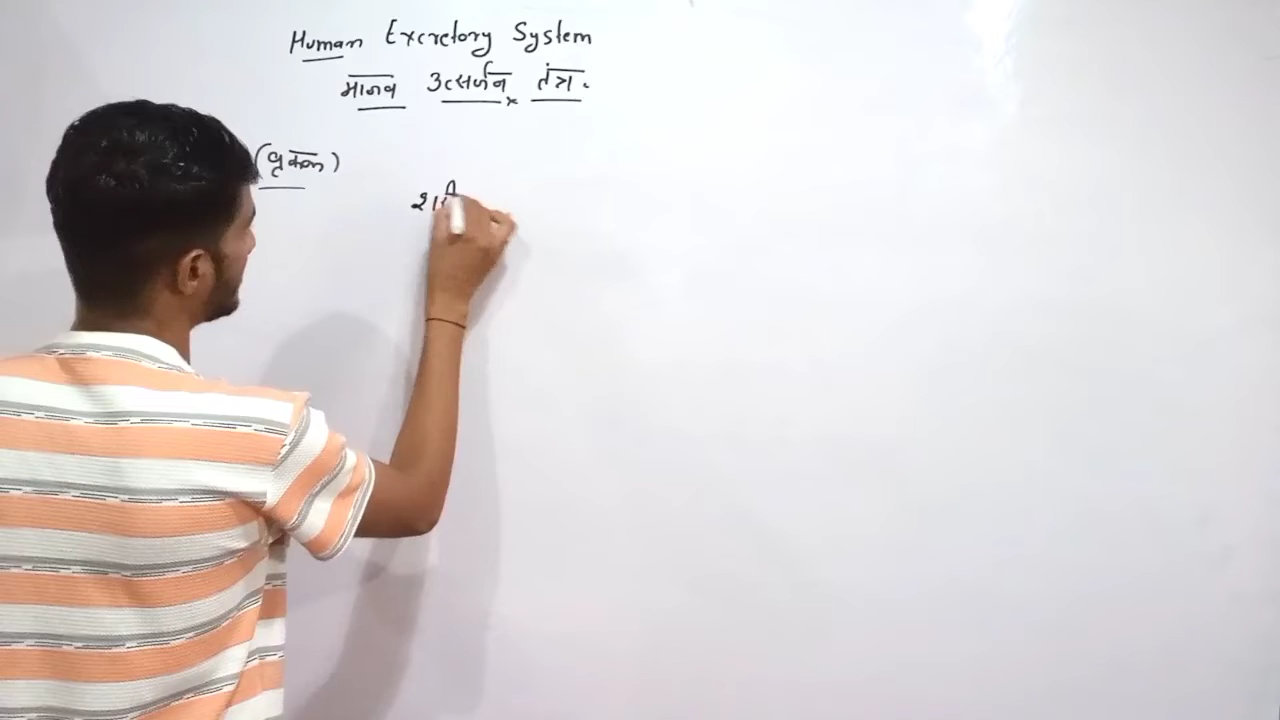 Human Excretory System
मानव उत्सर्जन तंत्र.
(वृक्क)